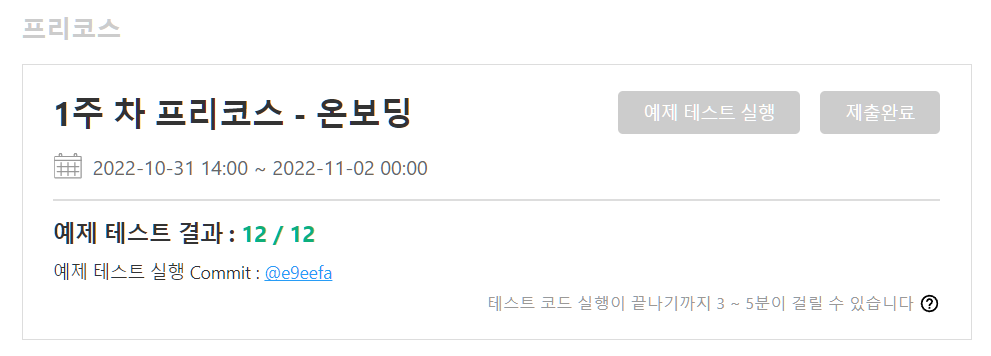 프리코스
1주 차 프리코스 - 온보딩
예제 테스트 실행
제출완료
2022-10-31 14:00 ~ 2022-11-02 00:00
예제 테스트 결과 : 12 / 12
예제 테스트 실행 Commit : @e9eefa
테스트 코드 실행이 끝나기까지 3 ~ 5분이 걸릴 수 있습니다 ?